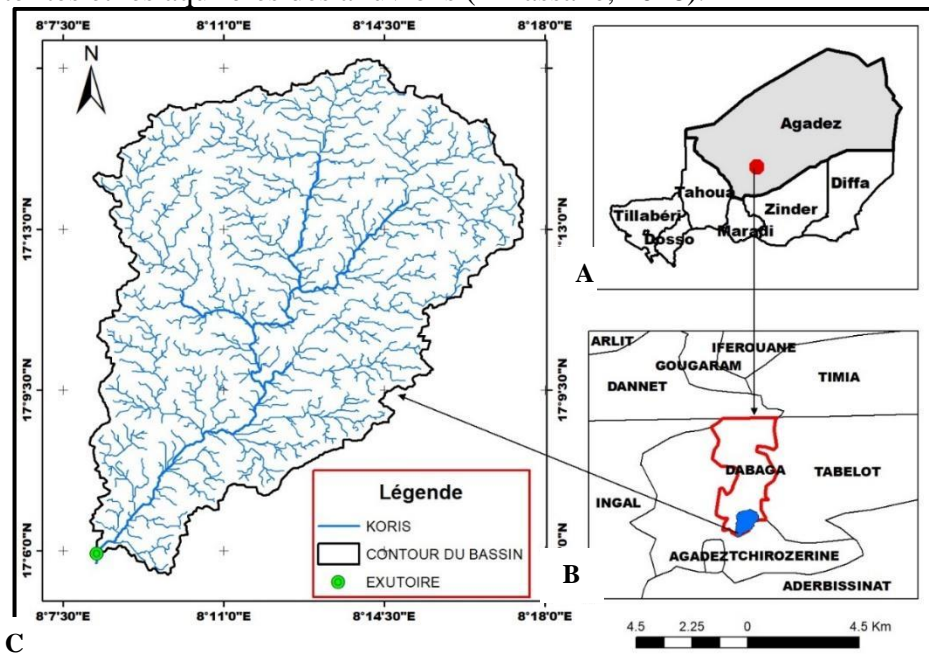 8°7'30"E 8°11'0"E 8°14'30"E 8°18'0"E
N
17°13'0"N
17°9'30"N
17°6'0"N
17°13'0"N
17°9'30"N
0"N
Légende
KORIS
CONTOUR DU BASSIN
EXUTOIRE
8°7'30"E 8°11'0"E 8°14'30"E 8°18'0"E
C
Agadez
Tahoua
Diffa
Zinder
Tillabéri
Maradi
Dosso
A
ARLIT
IFEROUANE
GOUGARAM
TIMIA
DANNET
DABAGA
TABELOT
INGAL
AGADEZ
TCHIROZERINE
ADERBISSINAT
B
4.5 2.25 0 4.5 Km